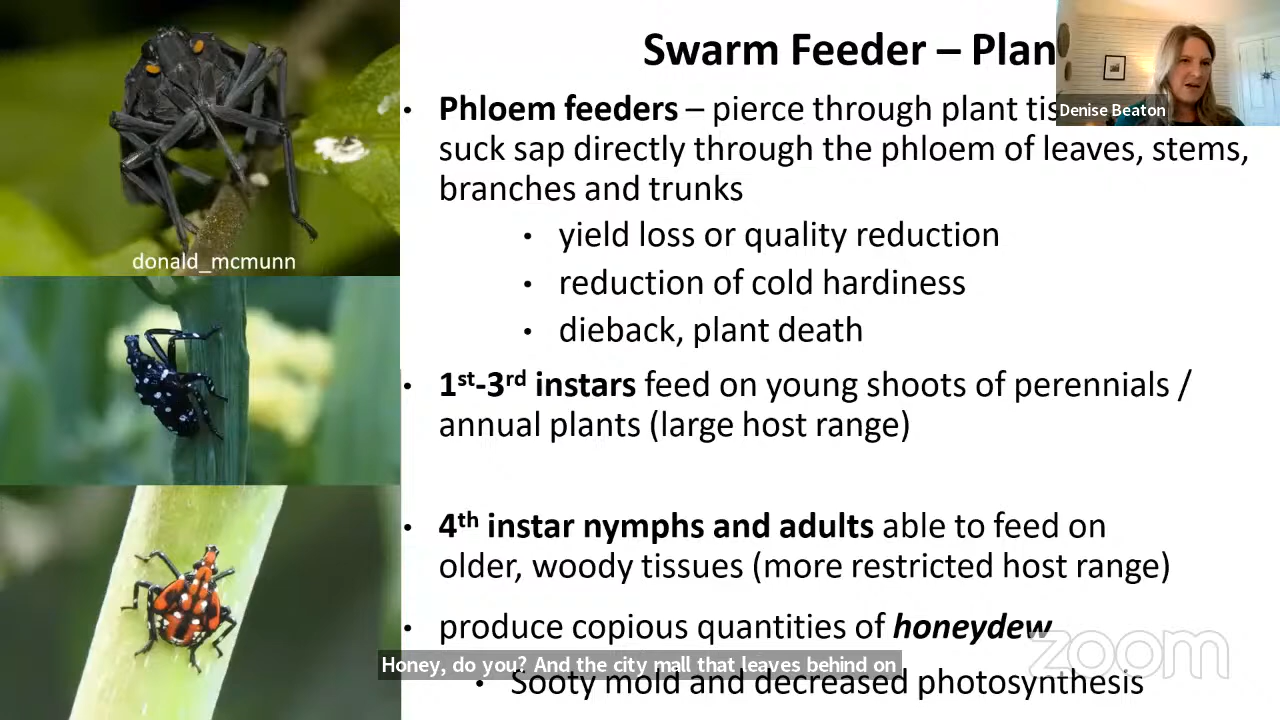 Swarm Feeder – Plan
Denise Beaton
Phloem feeders – pierce through plant tis
suck sap directly through the phloem of leaves, stems,
branches and trunks
yield loss or quality reduction
reduction of cold hardiness
dieback, plant death
1st-3rd instars feed on young shoots of perennials /
annual plants (large host range)
4th instar nymphs and adults able to feed on
older, woody tissues (more restricted host range)
produce copious quantities of honeydew
Sooty mold and decreased photosynthesis
donald_mcmunn
Honey, do you? And the city mall that leaves behind on
zoom